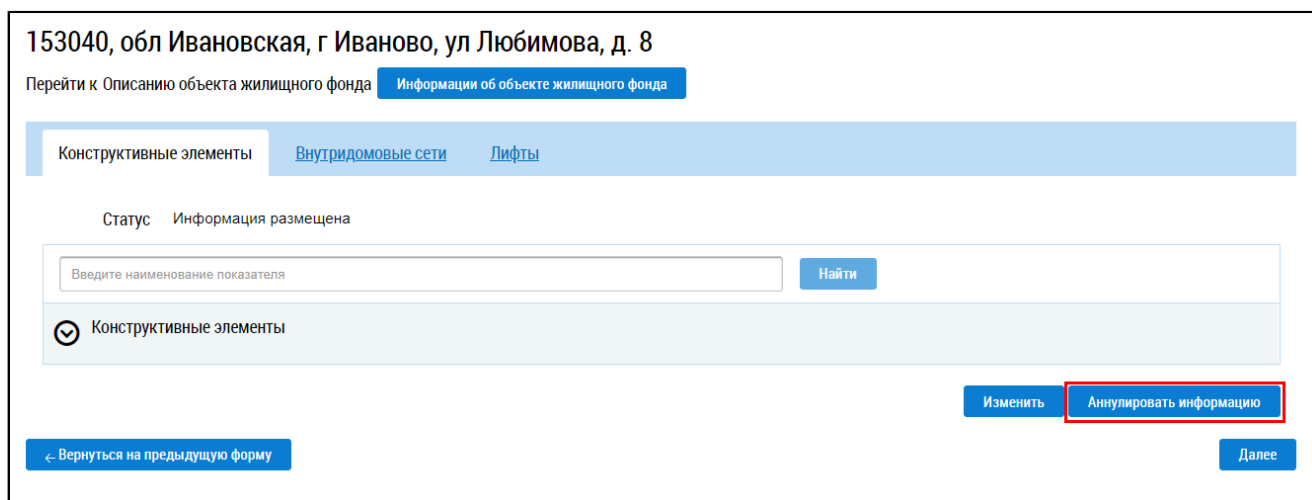 153040, обл Ивановская, г Иваново, ул Любимова, д. 8
Перейти к Описанию объекта жилищного фонда Информации об объекте жилищного фонда
Конструктивные элементы Внутридомовые сети Лифты
Статус Информация размещена
Введите наименование показателя Найти
Конструктивные элементы
Изменить Аннулировать информацию
← Вернуться на предыдущую форму Далее